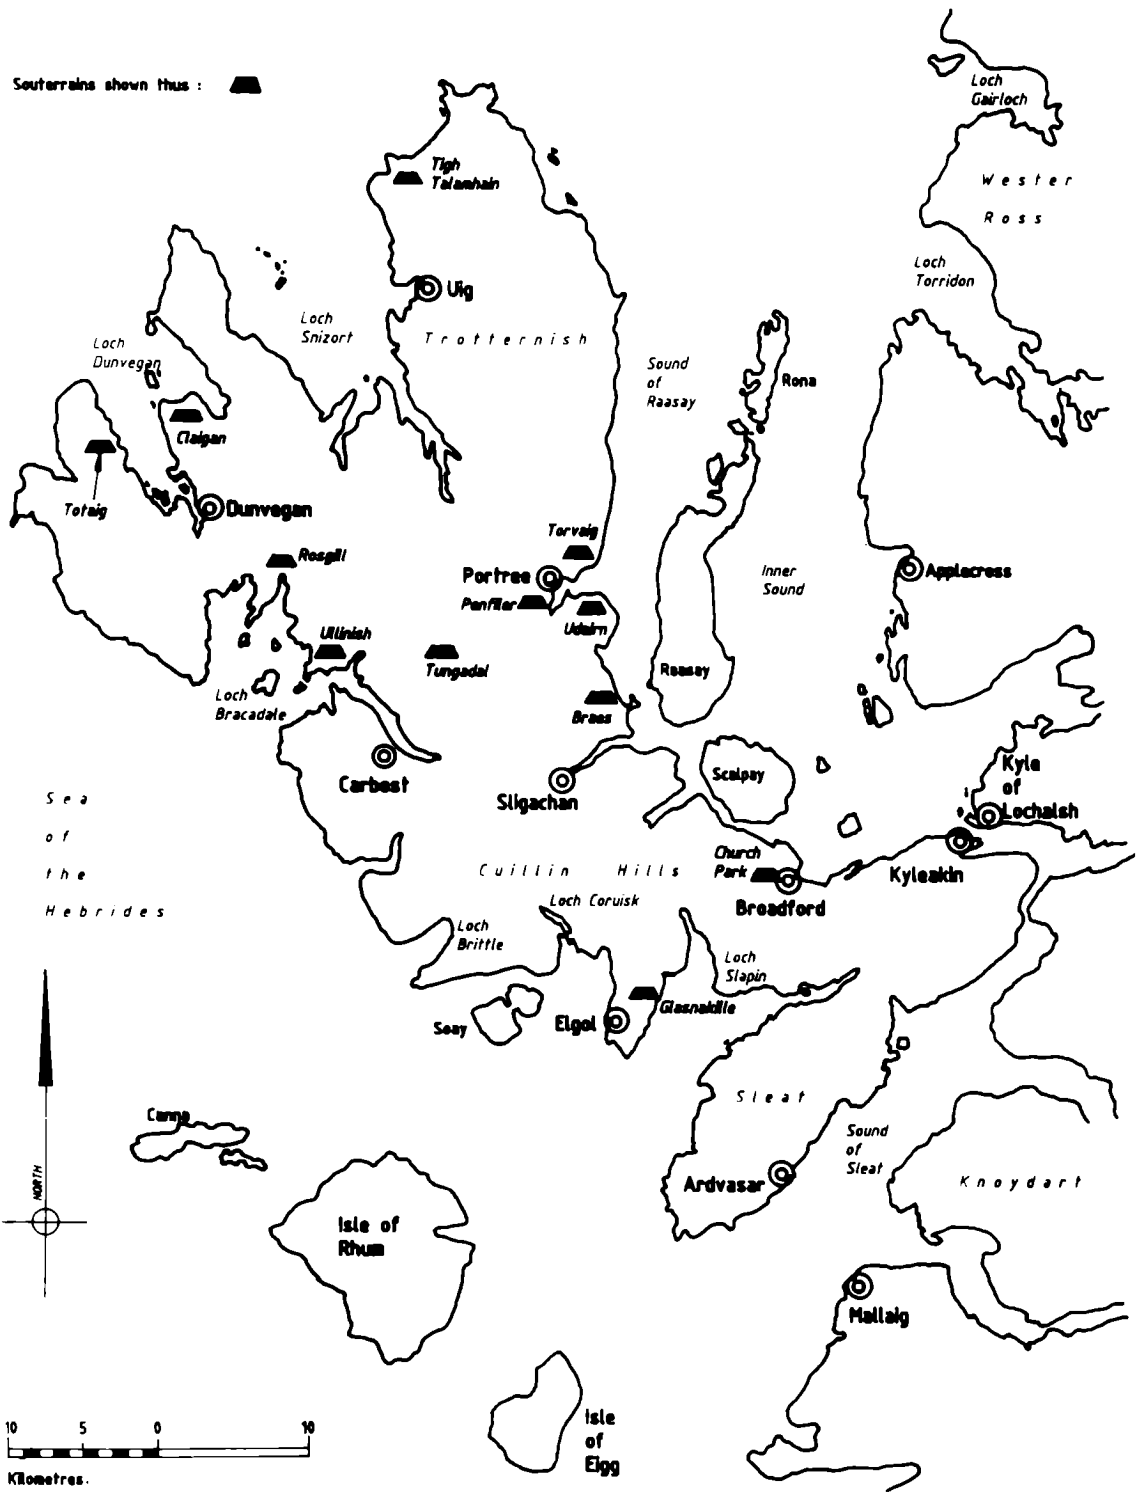 Souterrains shown thus :
Loch
Gairloch
Tigh
Talamhain
Wester
Ross
Loch
Torridon
Uig
Loch
Snizort
Trotternish
Loch
Dunvegan
Sound
of
Raasay
Rona
Claigan
Totaig
Dunvegan
Torvaig
Rosgill
Portree
Inner
Sound
Applecross
Penfiler
Udairn
Ullinish
Tungadal
Raasay
Loch
Bracadale
Braes
Carbost
Sligachan
Scalpay
Kyle
of
Lochalsh
Sea
of
the
Hebrides
Church
Park
Cuillin Hills
Kyleakin
Broadford
Loch Coruisk
Loch
Brittle
Loch
Slapin
Glasnakille
Soay
Elgol
Sleat
Canna
Sound
of
Sleat
NORTH
Ardvasar
Knoydart
Isle of
Rhum
Mallaig
Isle
of
Eigg
10 5 0 10
Kilometres.